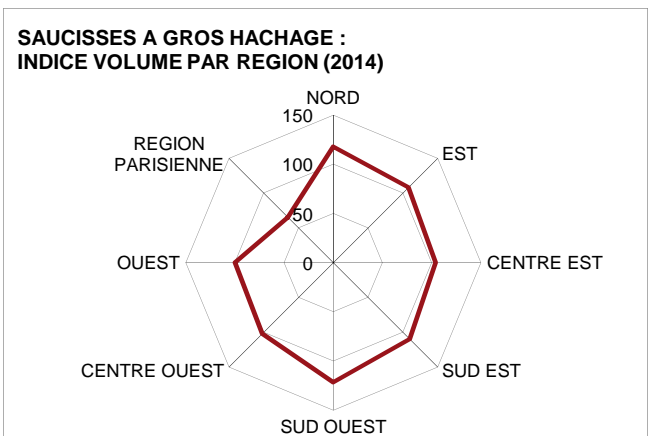 SAUCISSES A GROS HACHAGE :
INDICE VOLUME PAR REGION (2014)
NORD
150
REGION
PARISIENNE
EST
100
50
OUEST
0
CENTRE EST
CENTRE OUEST
SUD EST
SUD OUEST